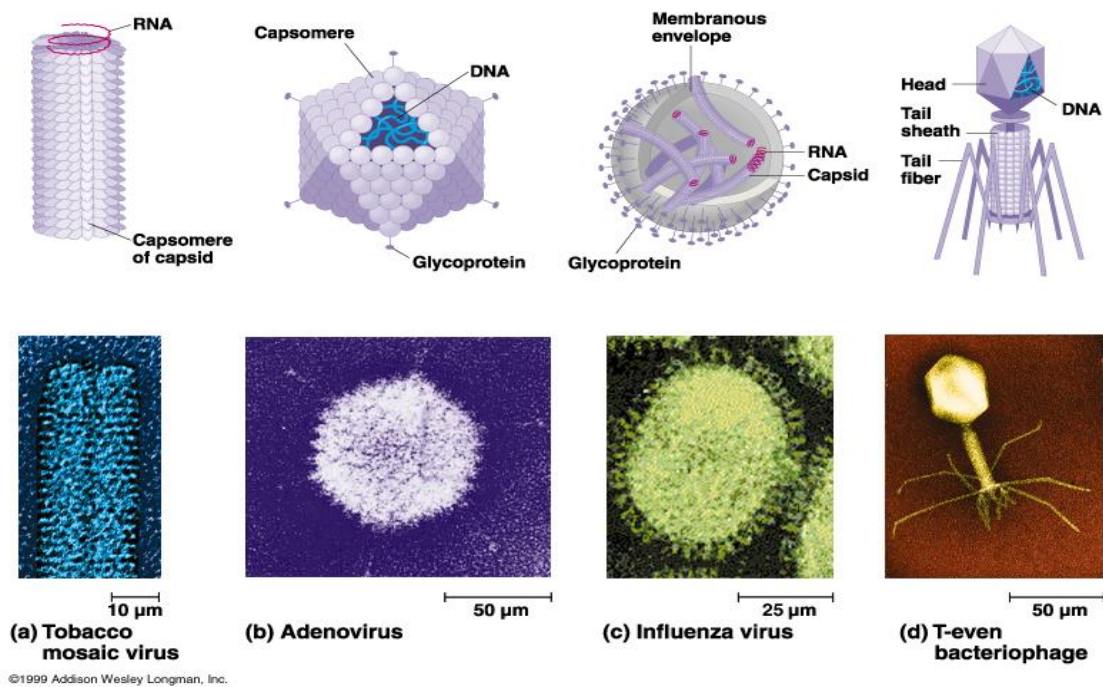 RNA
Capsomere
of capsid
Capsomere
DNA
Glycoprotein
Membranous
envelope
RNA
Capsid
Glycoprotein
Head
DNA
Tail
sheath
Tail
fiber
10 µm
50 µm
25 µm
50 µm
(a) Tobacco
mosaic virus
(b) Adenovirus
(c) Influenza virus
(d) T-even
bacteriophage
©1999 Addison Wesley Longman, Inc.